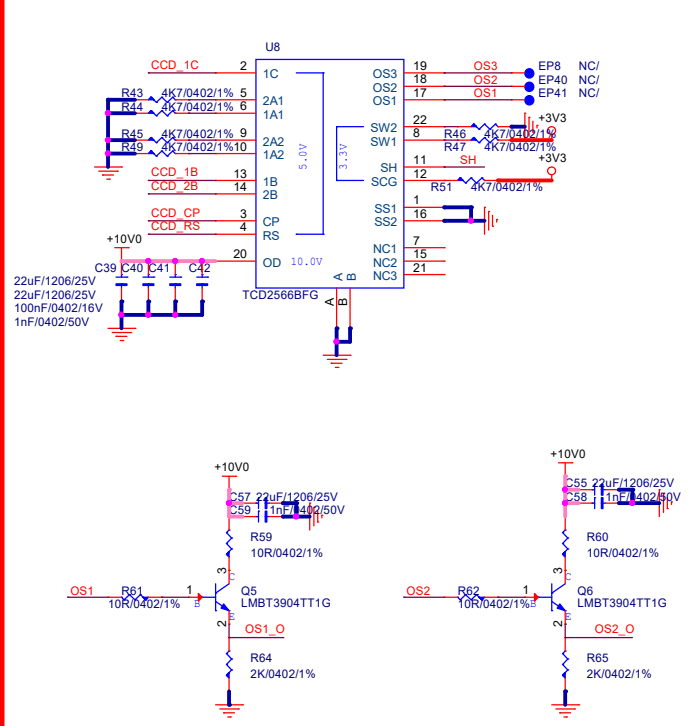 U8
CCD_1C 2 1C
OS3 19 OS3 EP8 NC/
OS2 18 OS2 EP40 NC/
OS1 17 OS1 EP41 NC/
R43 4K7/0402/1% 5 2A1
R44 4K7/0402/1% 6 1A1
R45 4K7/0402/1% 9 2A2
R49 4K7/0402/1% 10 1A2
5.0V
3.3V
SW2 22
SW1 8
R46 4K7/0402/1%
R47 4K7/0402/1%
+3V3
SH 11 SH
+3V3
SCG 12
R51 4K7/0402/1%
CCD_1B 13 1B
CCD_2B 14 2B
SS1 1
SS2 16
CCD_CP 3 CP
CCD_RS 4 RS
NC1 7
NC2 15
NC3 21
+10V0
20 OD 10.0V
C39 C40 C41 C42
22uF/1206/25V
22uF/1206/25V
100nF/0402/16V
1nF/0402/50V
A B
TCD2566BFG
A B
+10V0
C57 22uF/1206/25V
C59 1nF/0402/50V
R59
10R/0402/1%
3
C
OS1 R61 1
10R/0402/1% B
Q5
LMBT3904TT1G
E
2
OS1_O
R64
2K/0402/1%
+10V0
C55 22uF/1206/25V
C58 1nF/0402/50V
R60
10R/0402/1%
3
C
OS2 R62 1
10R/0402/1% B
Q6
LMBT3904TT1G
E
2
OS2_O
R65
2K/0402/1%